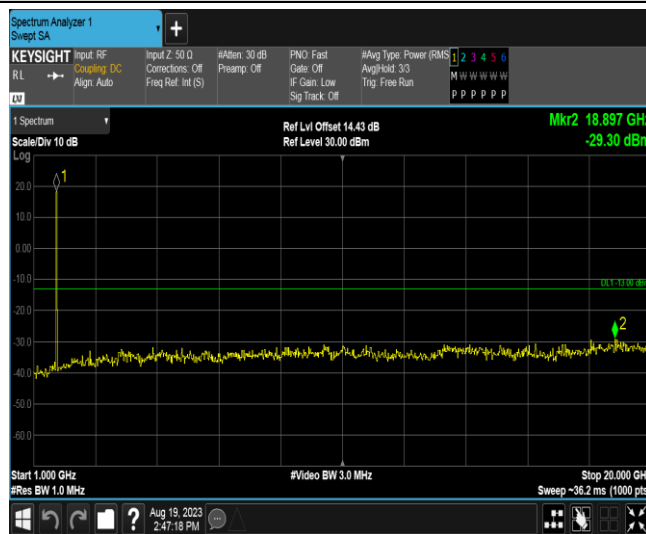 Spectrum Analyzer 1
Swept SA
+
KEYSIGHT Input: RF Input Z: 50 Ω #Atten: 30 dB PNO: Fast #Avg Type: Power (RMS 1 2 3 4 5 6
RL Coupling: DC Corrections: Off Preamp: Off Gate: Off Avg|Hold: 3/3 M W W W W W
Align: Auto Freq Ref: Int (S) IF Gain: Low Trig: Free Run
LXI Sig Track: Off P P P P P P
1 Spectrum Ref Lvl Offset 14.43 dB Mkr2 18.897 GHz
Scale/Div 10 dB Ref Level 30.00 dBm -29.30 dBm
Log
1
20.0
10.0
0.00
-10.0
DL1 -13.00 dBm
-20.0
2
-30.0
-40.0
-50.0
-60.0
Start 1.000 GHz #Video BW 3.0 MHz Stop 20.000 GHz
#Res BW 1.0 MHz Sweep ~36.2 ms (1000 pts
? Aug 19, 2023
2:47:18 PM